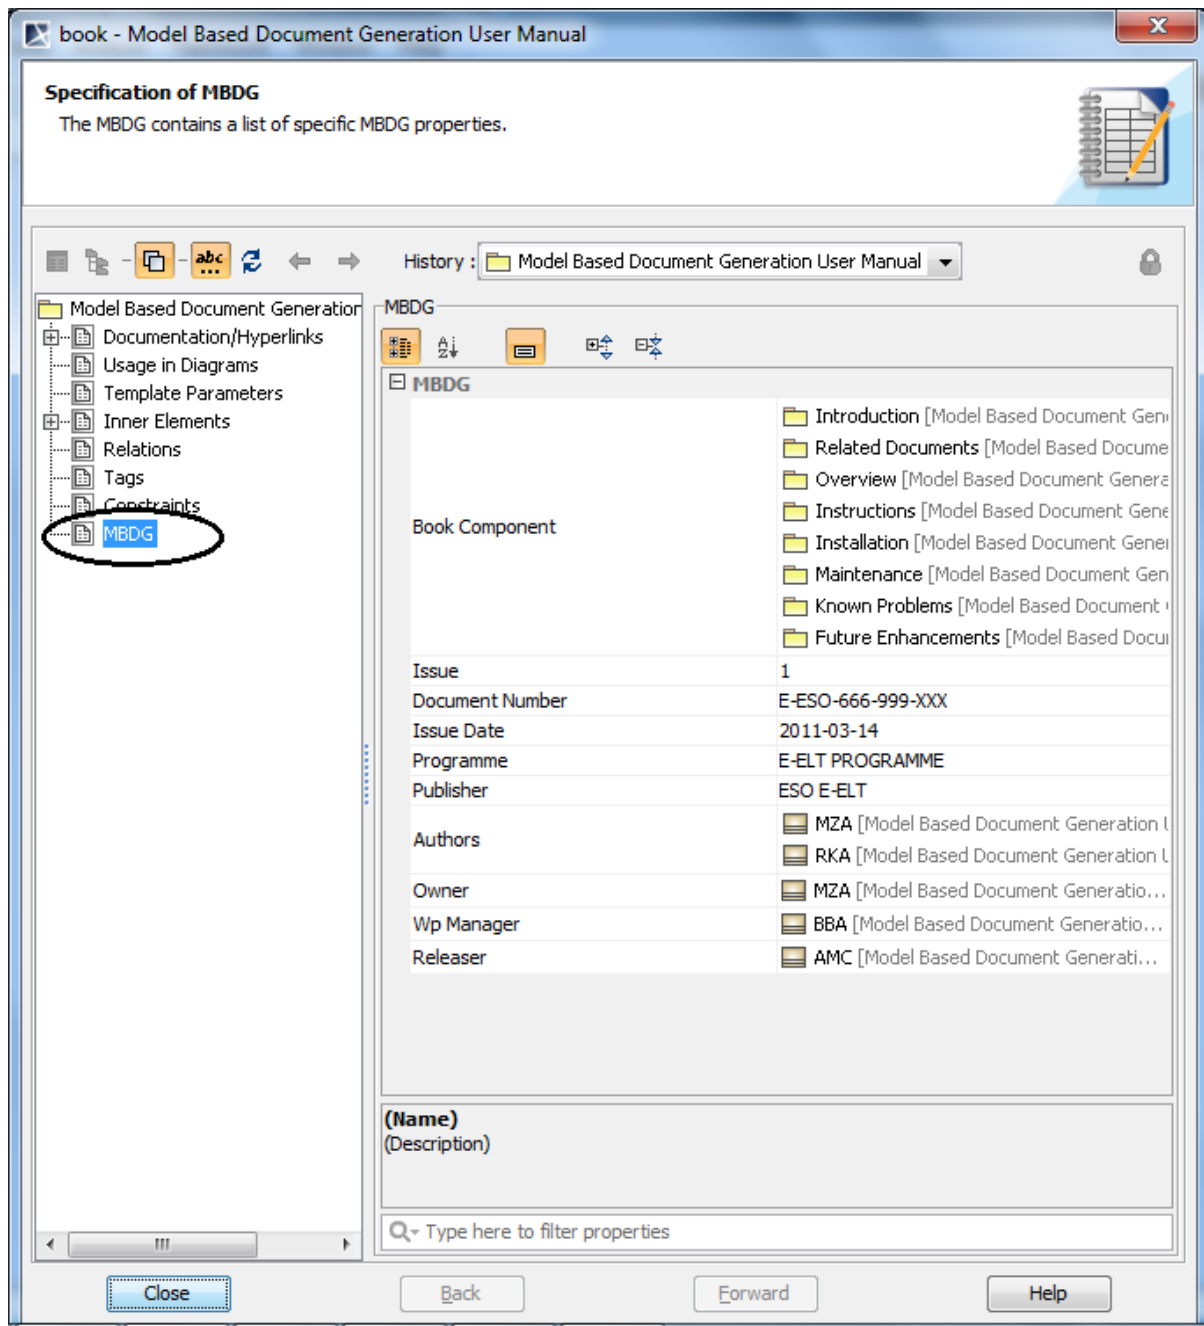 book - Model Based Document Generation User Manual
X
Specification of MBDG
The MBDG contains a list of specific MBDG properties.
abc
History : Model Based Document Generation User Manual
Model Based Document Generation
Documentation/Hyperlinks
Usage in Diagrams
Template Parameters
Inner Elements
Relations
Tags
Constraints
MBDG
MBDG
MBDG
Book Component
Introduction [Model Based Document Gen
Related Documents [Model Based Docume
Overview [Model Based Document Genera
Instructions [Model Based Document Gene
Installation [Model Based Document Gener
Maintenance [Model Based Document Gen
Known Problems [Model Based Document
Future Enhancements [Model Based Docu
Issue 1
Document Number E-ESO-666-999-XXX
Issue Date 2011-03-14
Programme E-ELT PROGRAMME
Publisher ESO E-ELT
Authors
MZA [Model Based Document Generation U
RKA [Model Based Document Generation U
Owner MZA [Model Based Document Generatio...
Wp Manager BBA [Model Based Document Generatio...
Releaser AMC [Model Based Document Generati...
(Name)
(Description)
Type here to filter properties
Close Back Forward Help